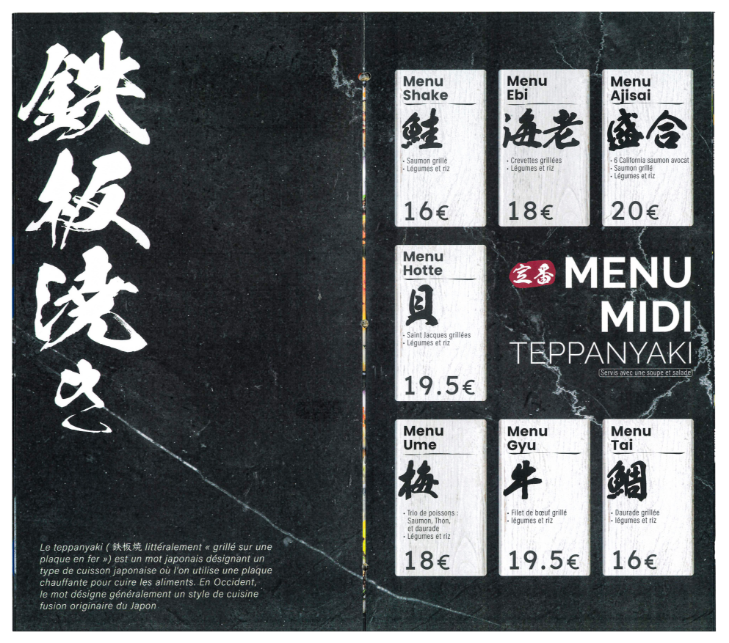 鉄板焼き
Le teppanyaki ( 鉄板焼 littéralement « grillé sur une
plaque en fer ») est un mot japonais désignant un
type de cuisson japonaise où l'on utilise une plaque
chauffante pour cuire les aliments. En Occident,
le mot désigne généralement un style de cuisine
fusion originaire du Japon
Menu
Shake
鮭
- Saumon grillé
- Légumes et riz
16€
Menu
Ebi
海老
- Crevettes grillées
- Légumes et riz
18€
Menu
Ajisai
盛合
- 6 California saumon avocat
- Saumon grillé
- Légumes et riz
20€
Menu
Hotte
貝
- Saint Jacques grillées
- Légumes et riz
19.5€
定番 MENU
MIDI
TEPPANYAKI
Servis avec une soupe et salade
Menu
Ume
梅
- Trio de poissons :
Saumon, Thon,
et daurade
- Légumes et riz
18€
Menu
Gyu
牛
- Filet de bœuf grillé
- légumes et riz
19.5€
Menu
Tai
鯛
- Daurade grillée
- légumes et riz
16€